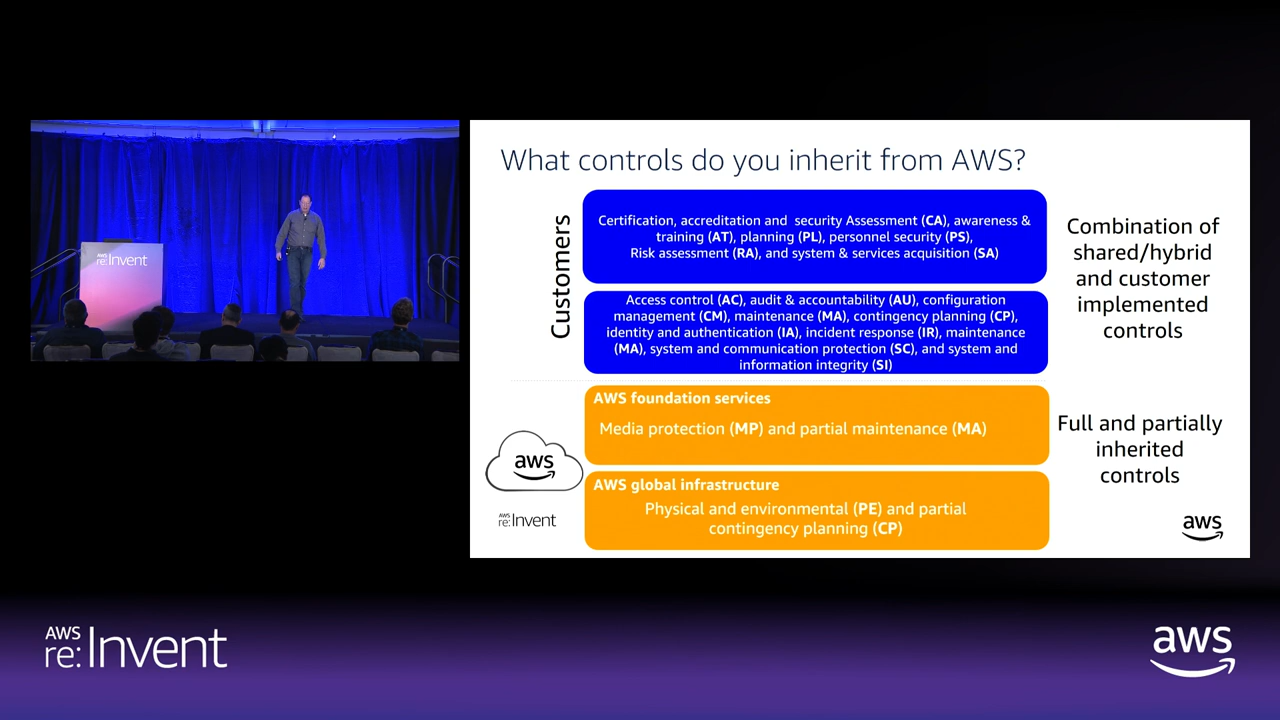 What controls do you inherit from AWS?
Customers
Certification, accreditation and security Assessment (CA), awareness &
training (AT), planning (PL), personnel security (PS),
Risk assessment (RA), and system & services acquisition (SA)
Access control (AC), audit & accountability (AU), configuration
management (CM), maintenance (MA), contingency planning (CP),
identity and authentication (IA), incident response (IR), maintenance
(MA), system and communication protection (SC), and system and
information integrity (SI)
Combination of
shared/hybrid
and customer
implemented
controls
AWS foundation services
Media protection (MP) and partial maintenance (MA)
AWS global infrastructure
Physical and environmental (PE) and partial
contingency planning (CP)
Full and partially
inherited
controls
aws
AWS
re:Invent
aws
AWS
re:Invent
AWS
re:Invent
aws